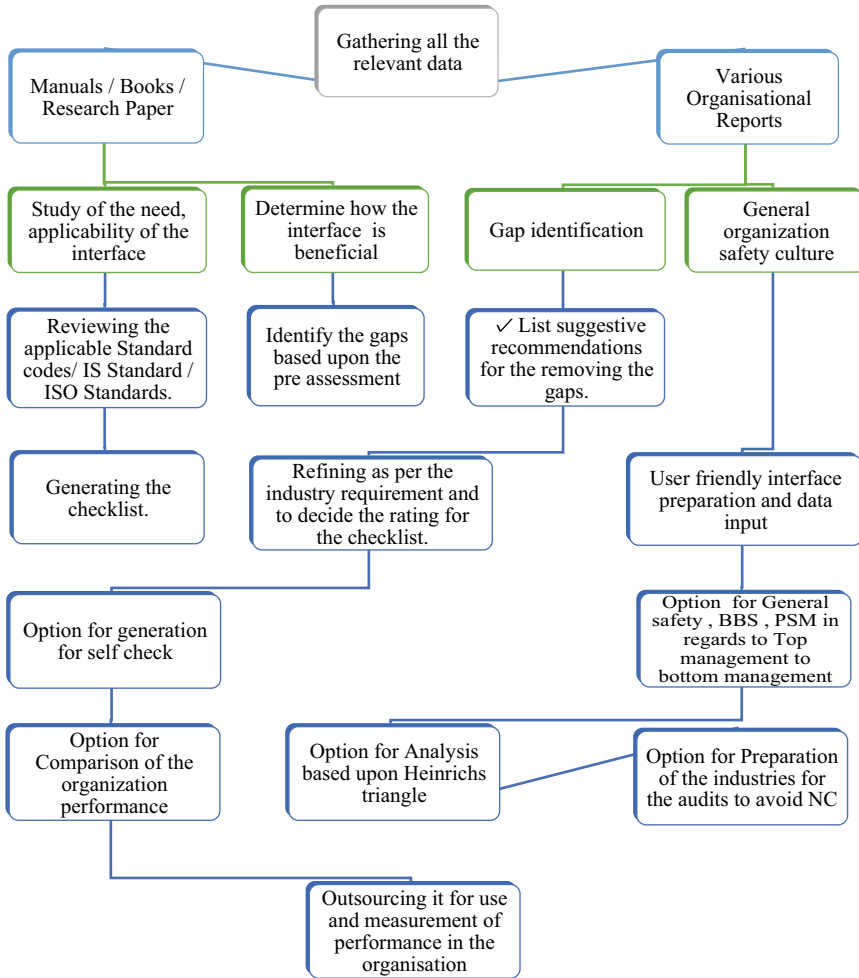 Gathering all the
relevant data
Manuals / Books /
Research Paper
Various
Organisational
Reports
Study of the need,
applicability of the
interface
Determine how the
interface is
beneficial
Gap identification
General
organization
safety culture
Reviewing the
applicable Standard
codes/ IS Standard /
ISO Standards.
Identify the gaps
based upon the
pre assessment
✓ List suggestive
recommendations
for the removing the
gaps.
Generating the
checklist.
Refining as per the
industry requirement and
to decide the rating for
the checklist.
User friendly interface
preparation and data
input
Option for generation
for self check
Option for General
safety , BBS , PSM in
regards to Top
management to
bottom management
Option for
Comparison of the
organization
performance
Option for Analysis
based upon Heinrichs
triangle
Option for Preparation
of the industries for
the audits to avoid NC
Outsourcing it for use
and measurement of
performance in the
organisation